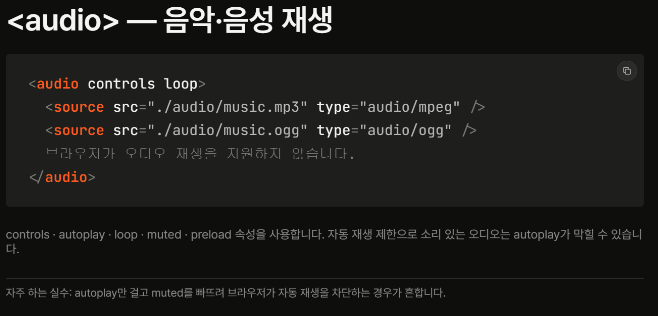 <audio> — 음악·음성 재생
<audio controls loop>
<source src="./audio/music.mp3" type="audio/mpeg" />
<source src="./audio/music.ogg" type="audio/ogg" />
브라우저가 오디오 재생을 지원하지 않습니다.
</audio>
controls · autoplay · loop · muted · preload 속성을 사용합니다. 자동 재생 제한으로 소리 있는 오디오는 autoplay가 막힐 수 있습니
다.
자주 하는 실수: autoplay만 걸고 muted를 빠뜨려 브라우저가 자동 재생을 차단하는 경우가 흔합니다.